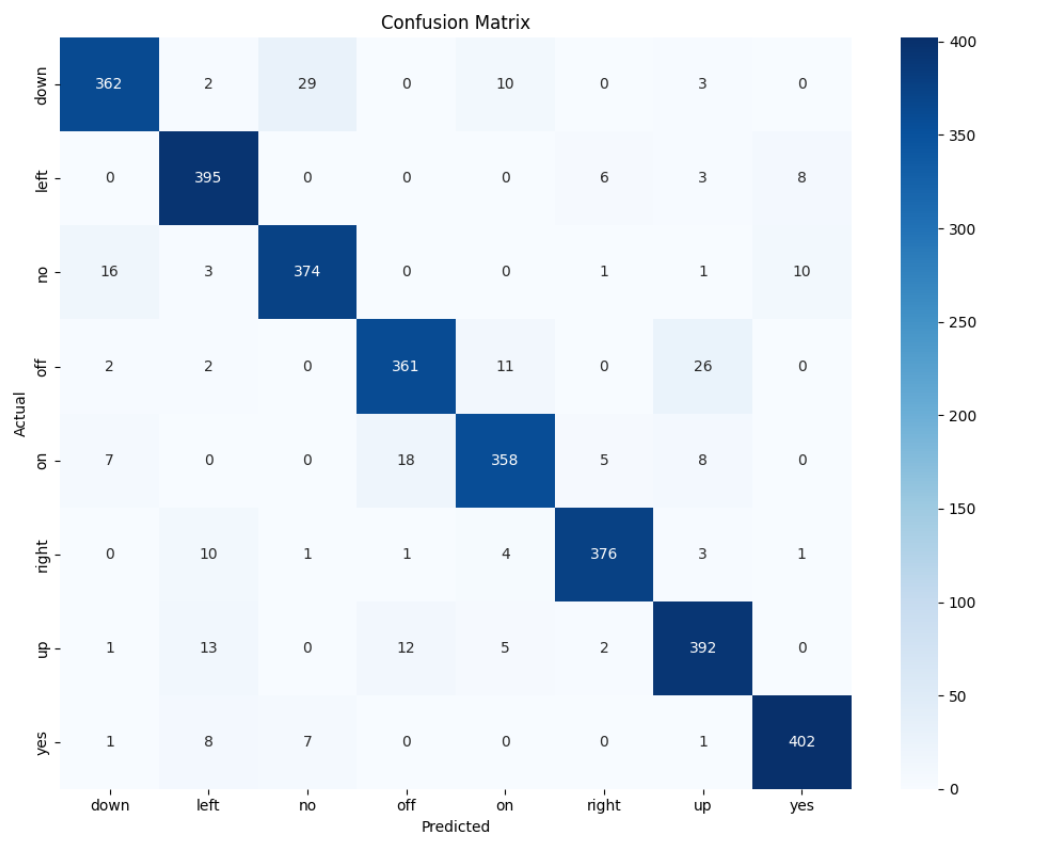 Confusion Matrix
down 362 2 29 0 10 0 3 0
left 0 395 0 0 0 6 3 8
no 16 3 374 0 0 1 1 10
off 2 2 0 361 11 0 26 0
on 7 0 0 18 358 5 8 0
right 0 10 1 1 4 376 3 1
up 1 13 0 12 5 2 392 0
yes 1 8 7 0 0 0 1 402
down left no off on right up yes
Predicted
Actual
400
350
300
250
200
150
100
50
0